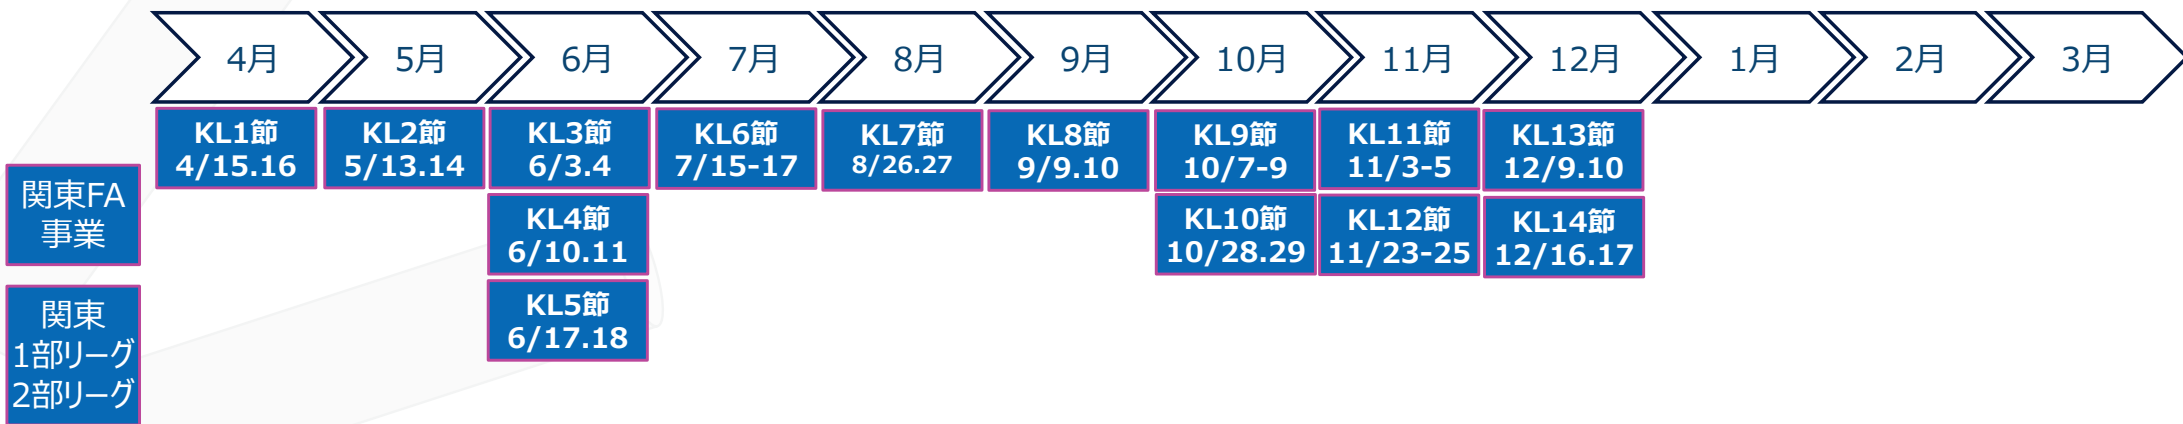 4月
5月
6月
7月
8月
9月
10月
11月
12月
1月
2月
3月
関東FA
事業
関東
1部リーグ
2部リーグ
KL1節
4/15.16
KL2節
5/13.14
KL3節
6/3.4
KL4節
6/10.11
KL5節
6/17.18
KL6節
7/15-17
KL7節
8/26.27
KL8節
9/9.10
KL9節
10/7-9
KL10節
10/28.29
KL11節
11/3-5
KL12節
11/23-25
KL13節
12/9.10
KL14節
12/16.17